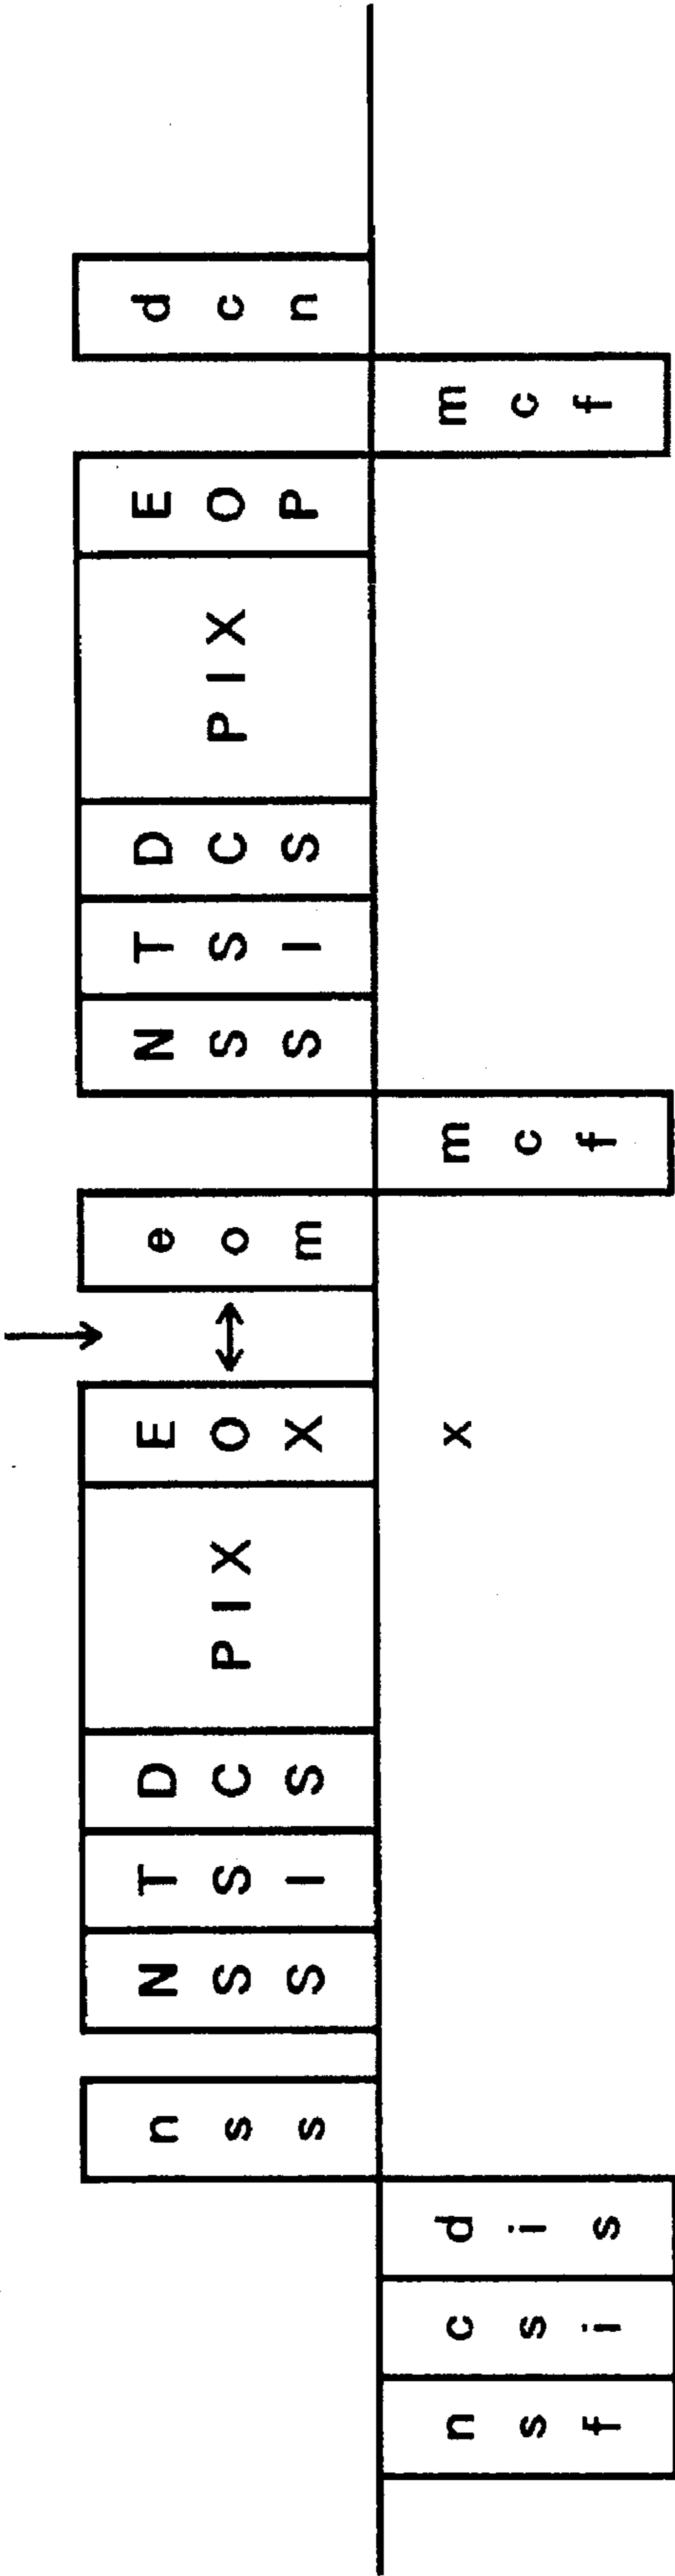 nsf
csi
dis
nss
NSS
TSI
DCS
PIX
EOX
x
eom
mcf
NSS
TSI
DCS
PIX
EOP
mcf
dcn